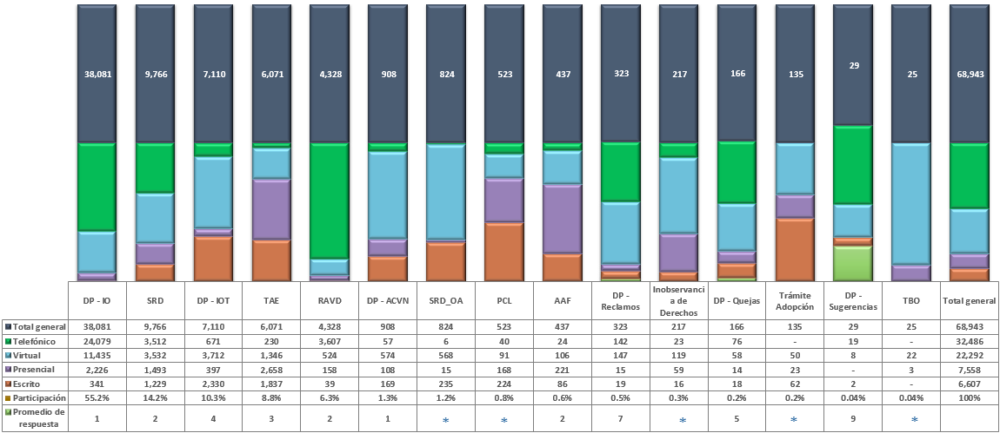 38,081 9,766 7,110 6,071 4,328 908 824 523 437 323 217 166 135 29 25 68,943
DP - IO SRD DP - IOT TAE RAVD DP - ACVN SRD_OA PCL AAF DP - Reclamos Inobservancia de Derechos DP - Quejas Trámite Adopción DP - Sugerencias TBO Total general
Total general 38,081 9,766 7,110 6,071 4,328 908 824 523 437 323 217 166 135 29 25 68,943
Telefónico 24,079 3,512 671 230 3,607 57 6 40 24 142 23 76 - 19 - 32,486
Virtual 11,435 3,532 3,712 1,346 524 574 568 91 106 147 119 58 50 8 22 22,292
Presencial 2,226 1,493 397 2,658 158 108 15 168 221 15 59 14 23 - 3 7,558
Escrito 341 1,229 2,330 1,837 39 169 235 224 86 19 16 18 62 2 - 6,607
Participación 55.2% 14.2% 10.3% 8.8% 6.3% 1.3% 1.2% 0.8% 0.6% 0.5% 0.3% 0.2% 0.2% 0.04% 0.04% 100%
Promedio de respuesta 1 2 4 3 2 1 * * 2 7 * 5 * 9 *